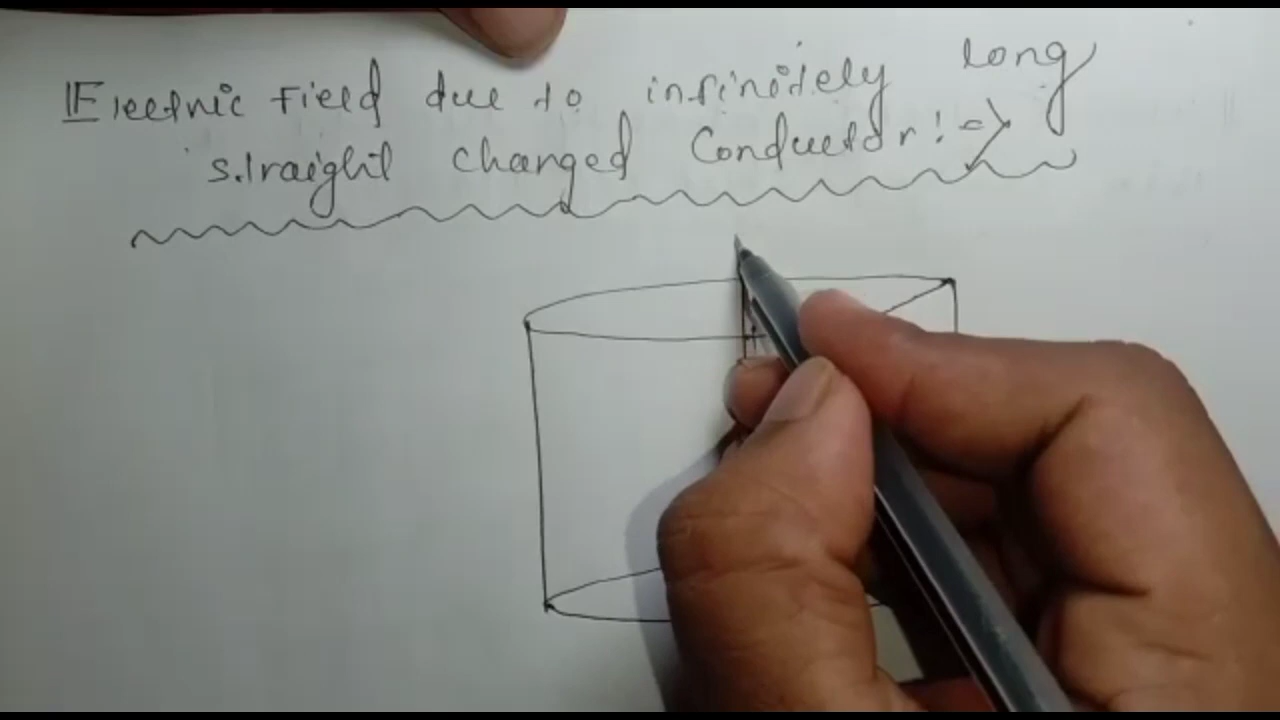 Electric Field due to infinitely long
straight charged Conductor! =>